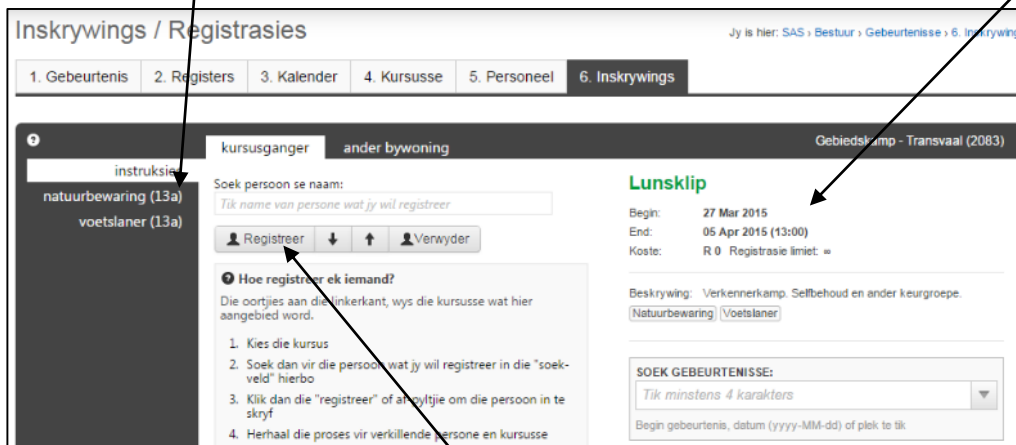 Inskrywings / Registrasies
Jy is hier: SAS › Bestuur › Gebeurtenisse › 6. Inskrywing
1. Gebeurtenis 2. Registers 3. Kalender 4. Kursusse 5. Personeel 6. Inskrywings
kursusganger ander bywoning
Gebiedskamp - Transvaal (2083)
instruksies
natuurbewaring (13a)
voetslaner (13a)
Soek persoon se naam:
Tik name van persone wat jy wil registreer
Registreer Verwyder
Hoe registreer ek iemand?
Die oortjies aan die linkerkant, wys die kursusse wat hier
aangebied word.
1. Kies die kursus
2. Soek dan vir die persoon wat jy wil registreer in die "soek-
veld" hierbo
3. Klik dan die "registreer" of af-pyltjie om die persoon in te
skryf
4. Herhaal die proses vir verkillende persone en kursusse
Lunsklip
Begin: 27 Mar 2015
End: 05 Apr 2015 (13:00)
Koste: R 0 Registrasie limiet: ∞
Beskrywing: Verkennerkamp. Selfbehoud en ander keurgroepe.
Natuurbewaring Voetslaner
SOEK GEBEURTENISSE:
Tik minstens 4 karakters
Begin gebeurtenis, datum (yyyy-MM-dd) of plek te tik